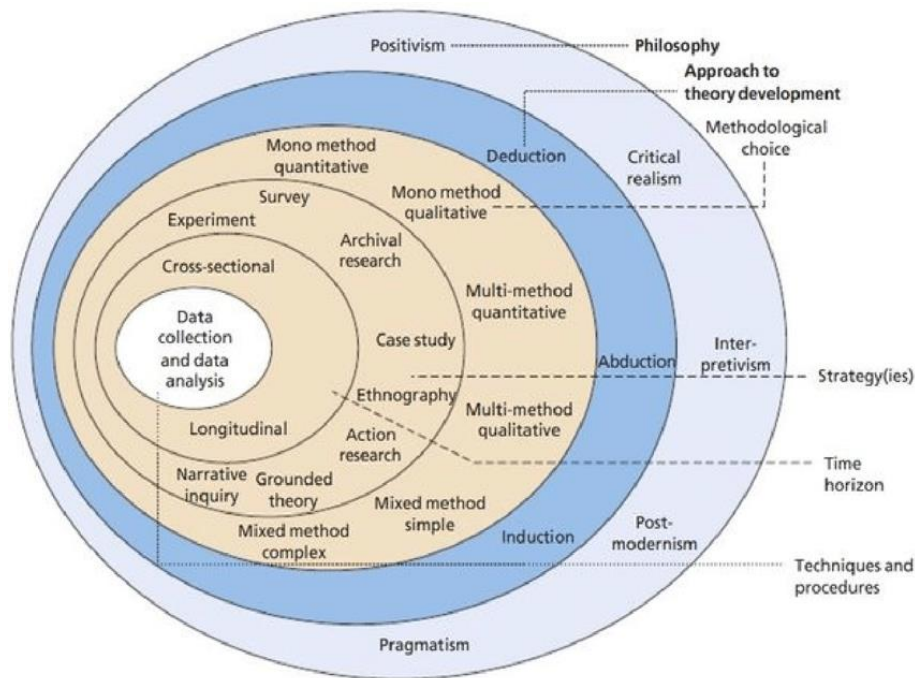 Positivism
Philosophy
Approach to
theory development
Methodological
choice
Mono method
quantitative
Deduction
Critical
realism
Survey
Mono method
qualitative
Experiment
Archival
research
Cross-sectional
Multi-method
quantitative
Data
collection
and data
analysis
Case study
Abduction
Inter-
pretivism
Strategy(ies)
Ethnography
Multi-method
qualitative
Longitudinal
Action
research
Time
horizon
Narrative
inquiry
Grounded
theory
Mixed method
simple
Mixed method
complex
Induction
Post-
modernism
Techniques and
procedures
Pragmatism